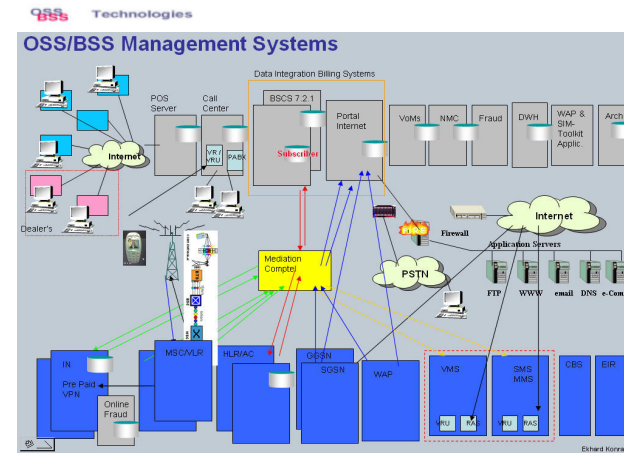 OSS
BSS
Technologies
OSS/BSS Management Systems
Data Integration Billing Systems
POS
Server
Call
Center
BSCS 7.2.1
Portal
Internet
VoMs
NMC
Fraud
DWH
WAP &
SIM-
Toolkit
Applic.
Arch
Internet
VR /
VRU
PABX
Subscriber
Dealer's
Internet
Firewall
Application Servers
Mediation
Comptel
PSTN
FTP
WWW
email
DNS
e-Com
IN
Pre Paid
VPN
Online
Fraud
MSC/VLR
HLR/AC
GGSN
SGSN
WAP
VMS
VRU
RAS
SMS
MMS
VRU
RAS
CBS
EIR
Ekhard Konra